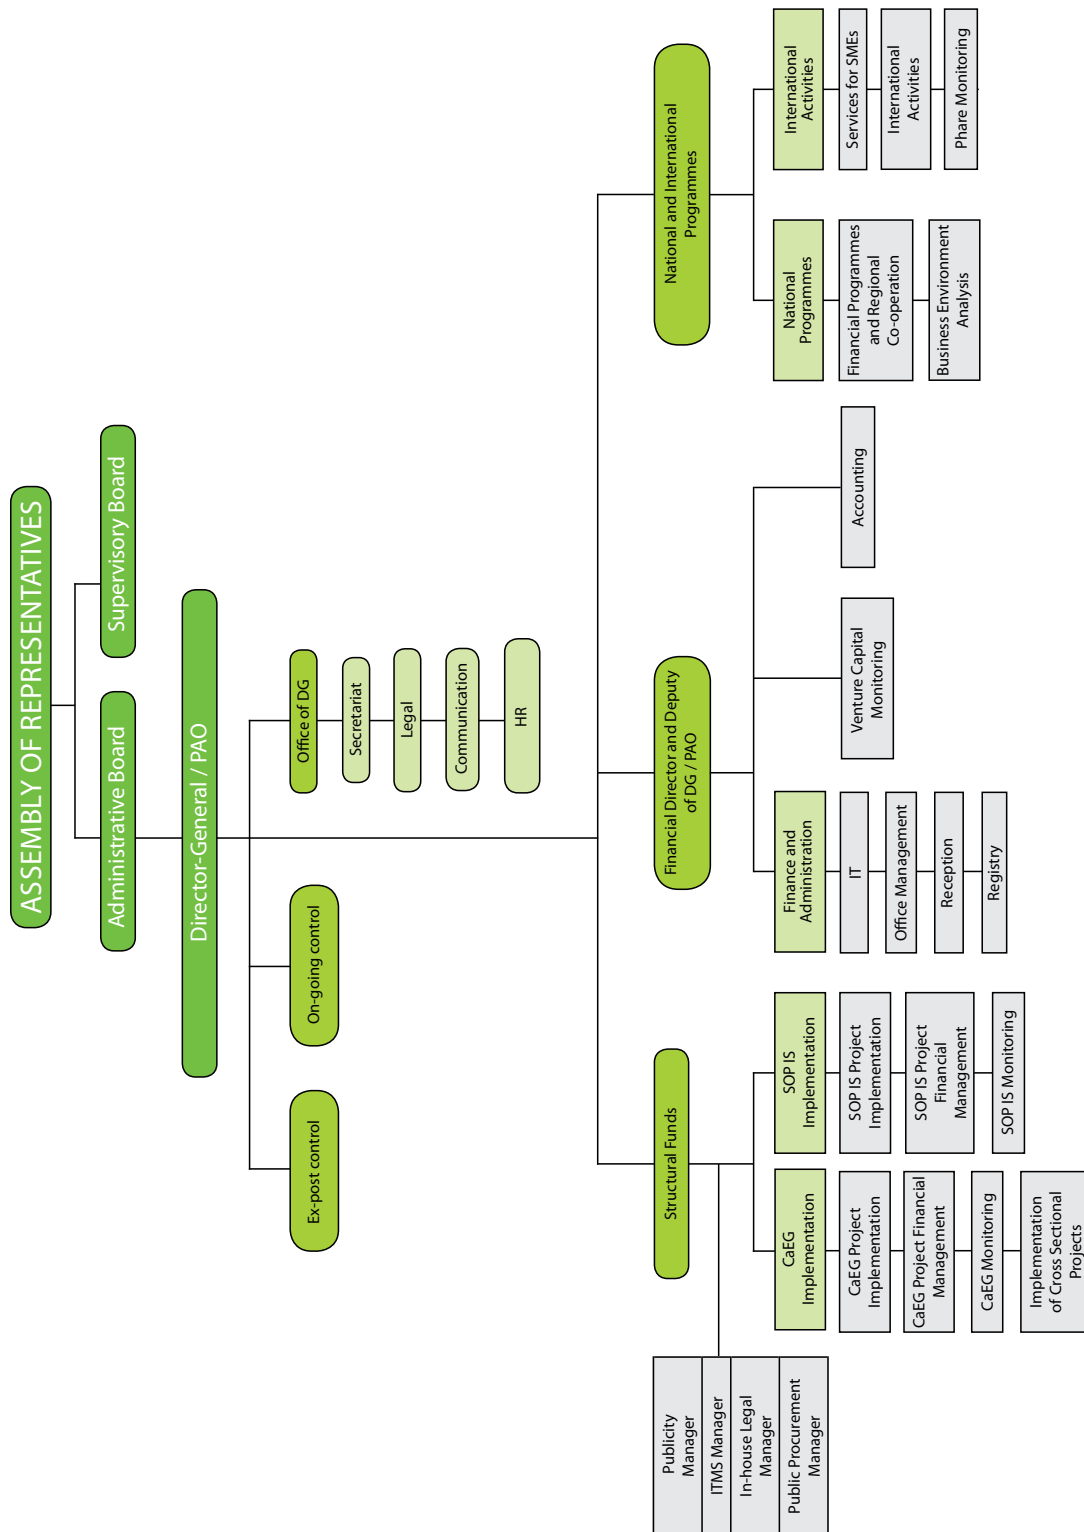 ASSEMBLY OF REPRESENTATIVES
Administrative Board
Supervisory Board
Director-General / PAO
Ex-post control
On-going control
Office of DG
Secretariat
Legal
Communication
HR
Structural Funds
Financial Director and Deputy
of DG / PAO
National and International
Programmes
Publicity
Manager
ITMS Manager
In-house Legal
Manager
Public Procurement
Manager
CaEG
Implementation
CaEG Project
Implementation
CaEG Project Financial
Management
CaEG Monitoring
Implementation
of Cross Sectional
Projects
SOP IS
Implementation
SOP IS Project
Implementation
SOP IS Project
Financial
Management
SOP IS Monitoring
Finance and
Administration
IT
Office Management
Reception
Registry
Venture Capital
Monitoring
Accounting
National
Programmes
Financial Programmes
and Regional
Co-operation
Business Environment
Analysis
International
Activities
Services for SMEs
International
Activities
Phare Monitoring